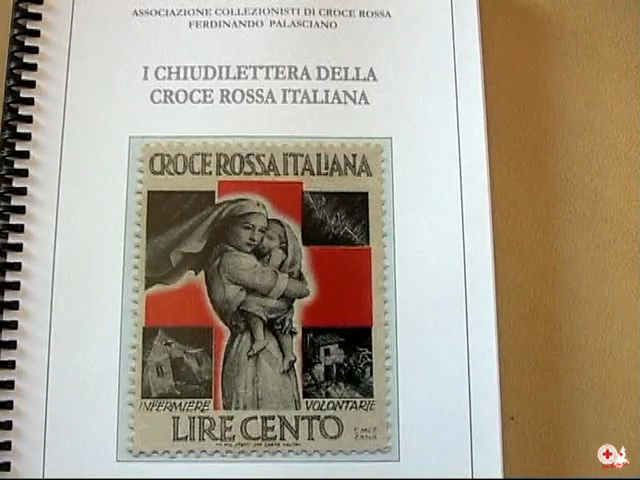 ASSOCIAZIONE COLLEZIONISTI DI CROCE ROSSA
FERDINANDO PALASCIANO
I CHIUDILETTERA DELLA
CROCE ROSSA ITALIANA
CROCE ROSSA ITALIANA
INFERMIERE VOLONTARIE
LIRE CENTO